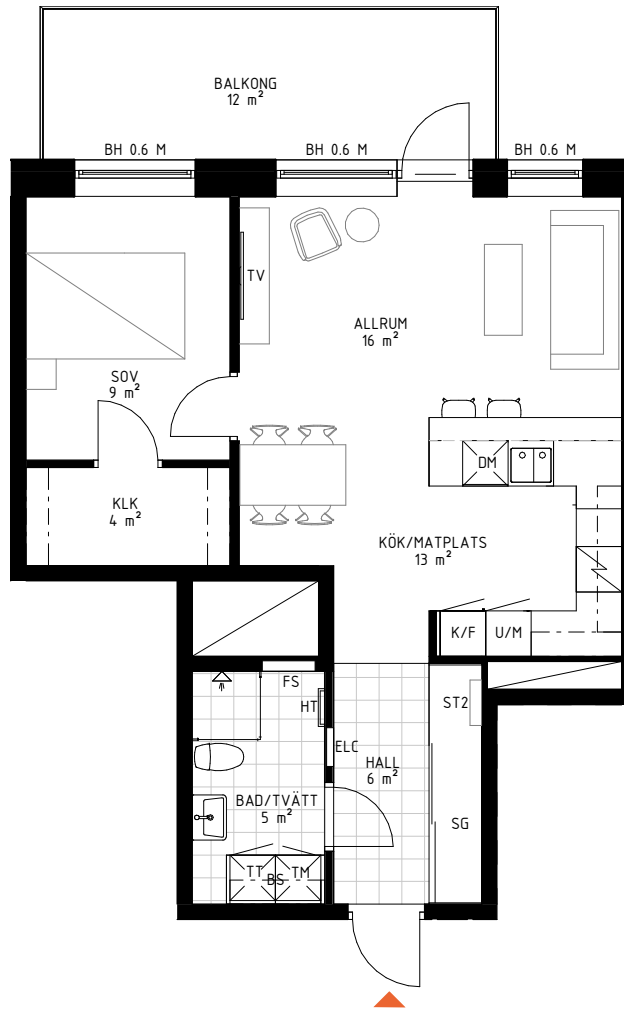 BALKONG
12 m²
BH 0.6 M
BH 0.6 M
BH 0.6 M
TV
ALLRUM
16 m²
SOV
9 m²
DM
KLK
4 m²
KÖK/MATPLATS
13 m²
K/F
U/M
FS
HT
ST2
ELC
HALL
6 m²
BAD/TVÄTT
5 m²
SG
TT
BS
TM